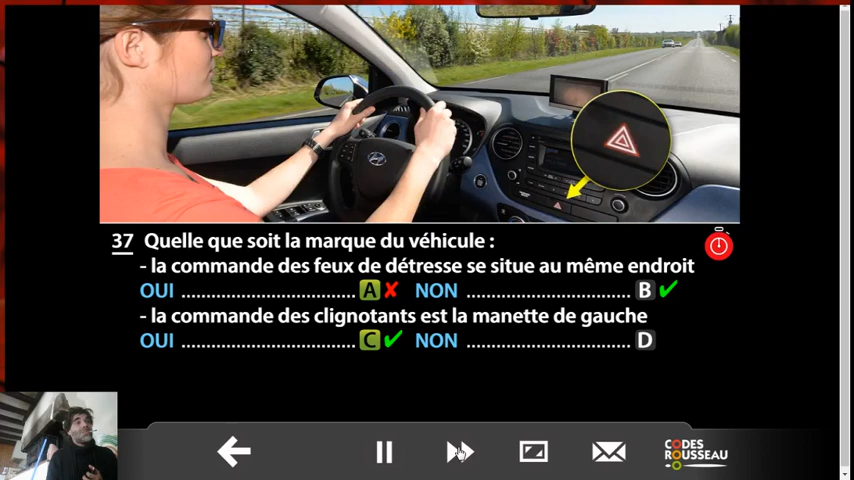 37 Quelle que soit la marque du véhicule :
- la commande des feux de détresse se situe au même endroit
OUI ................................... A ✘ NON ................................. B ✔
- la commande des clignotants est la manette de gauche
OUI ................................... C ✔ NON ................................. D
CODES
ROUSSEAU